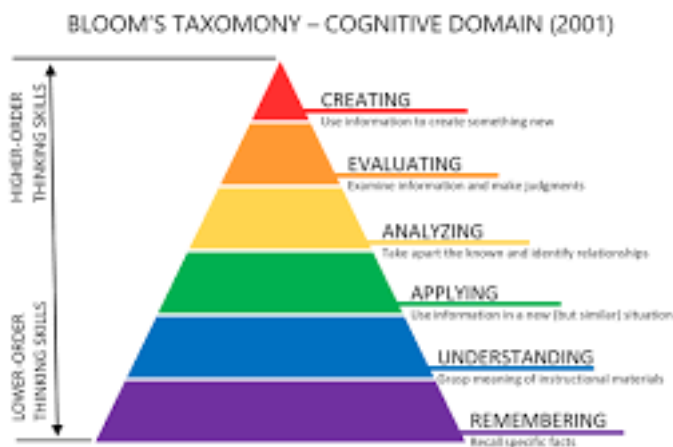 BLOOM'S TAXOMONY – COGNITIVE DOMAIN (2001)
HIGHER-ORDER
THINKING SKILLS
LOWER-ORDER
THINKING SKILLS
CREATING
Use information to create something new
EVALUATING
Examine information and make judgments
ANALYZING
Take apart the known and identify relationships
APPLYING
Use information in a new (but similar) situation
UNDERSTANDING
Grasp meaning of instructional materials
REMEMBERING
Recall specific facts